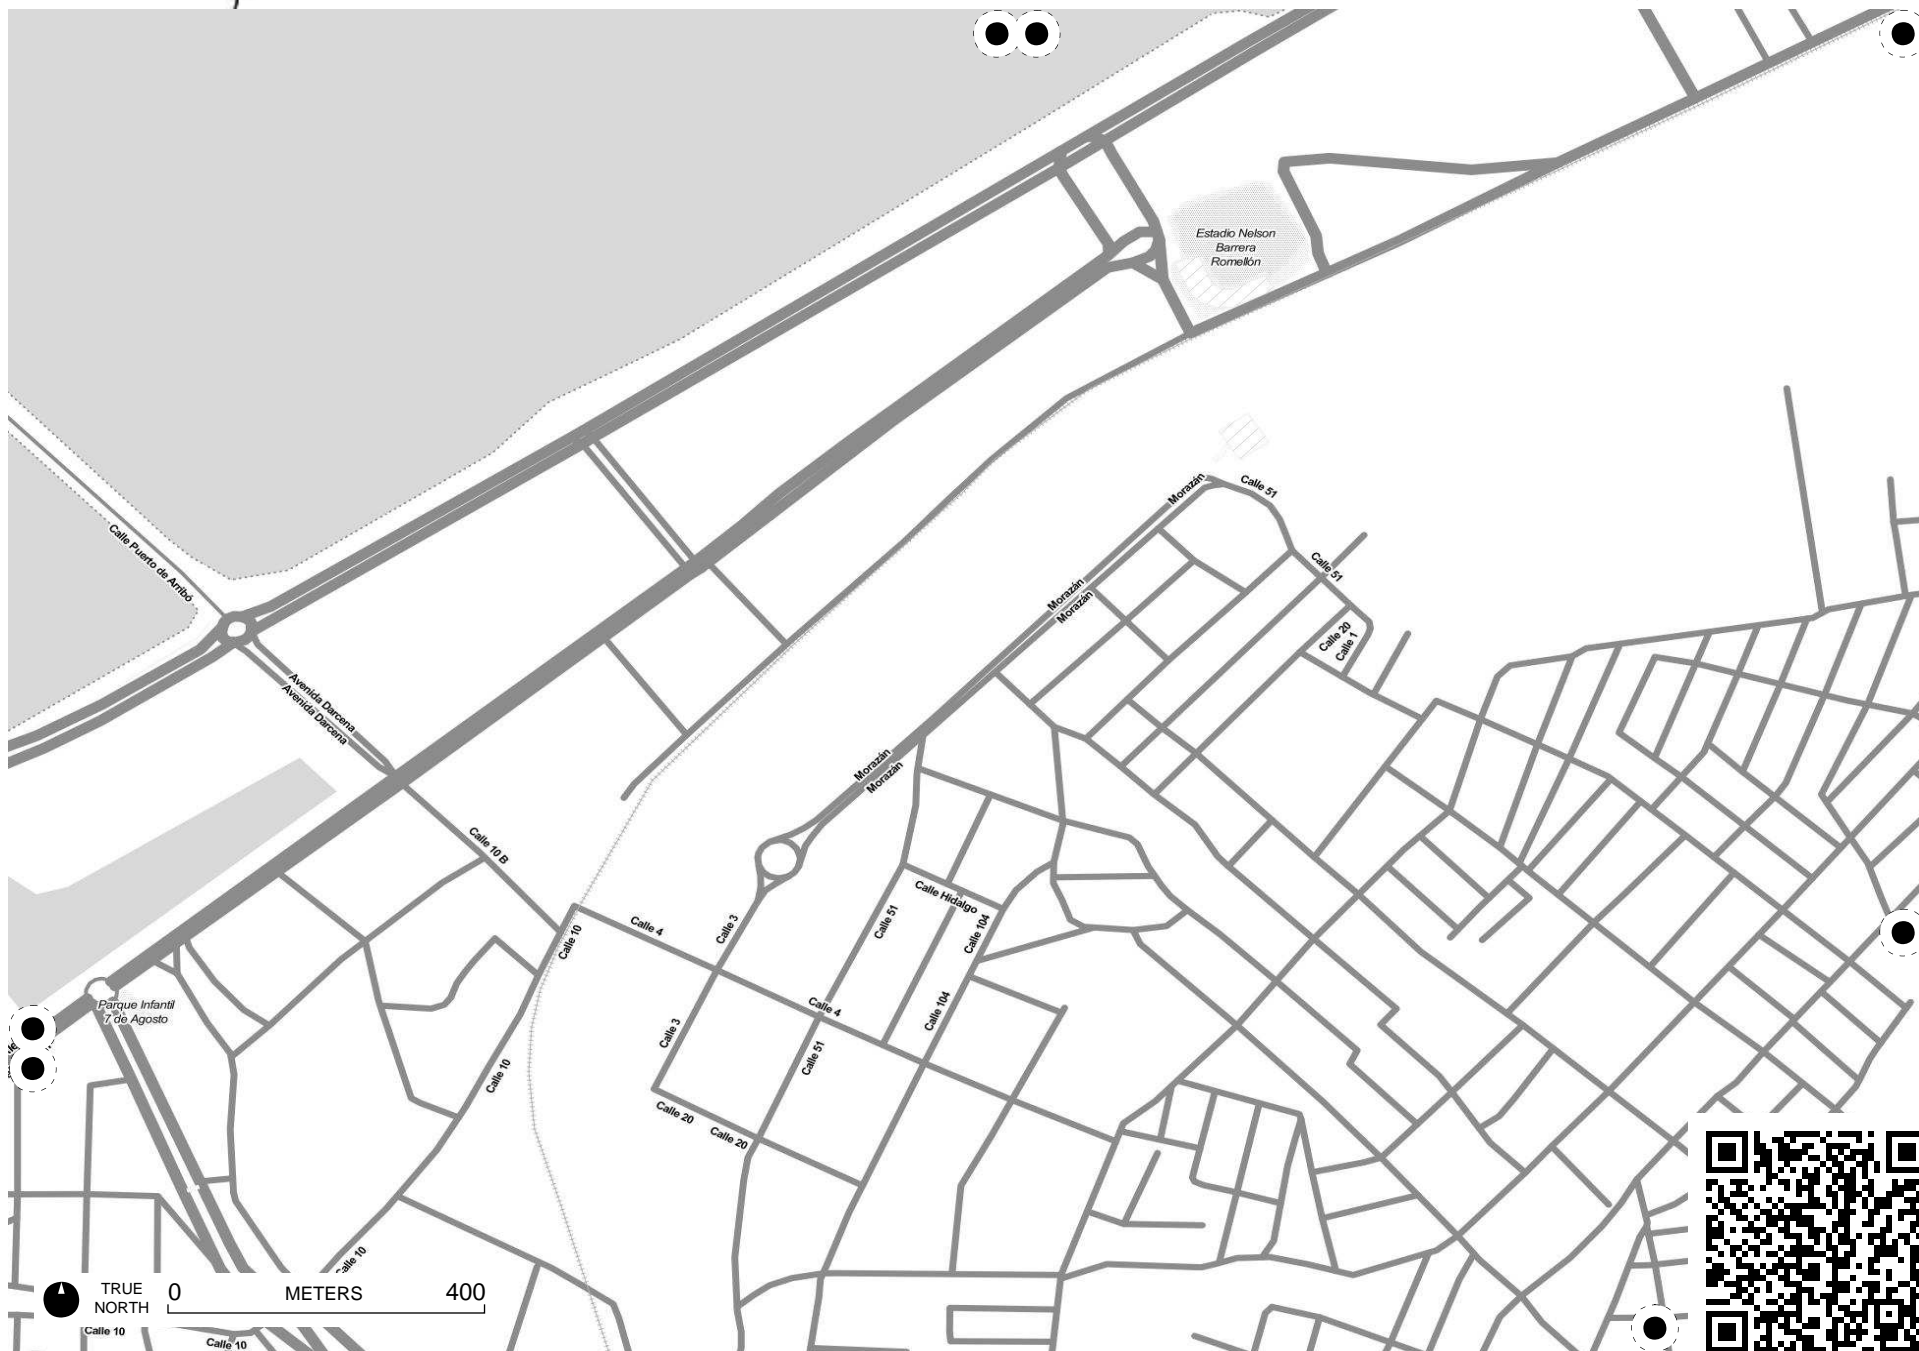 Estadio Nelson
Barrera
Romellón
Morazán
Calle 51
Calle Puerto de Arribó
Calle 51
Morazán
Morazán
Calle 20
Calle 1
Avenida Darcena
Avenida Darcena
Morazán
Morazán
Calle 10 B
Calle Hidalgo
Calle 4
Calle 3
Calle 51
Calle 104
Calle 10
Parque Infantil
7 de Agosto
Calle 4
Calle 104
Calle 3
Calle 51
Calle 10
Calle 20
Calle 20
Calle 10
TRUE
NORTH
0
METERS
400
Calle 10
Calle 10